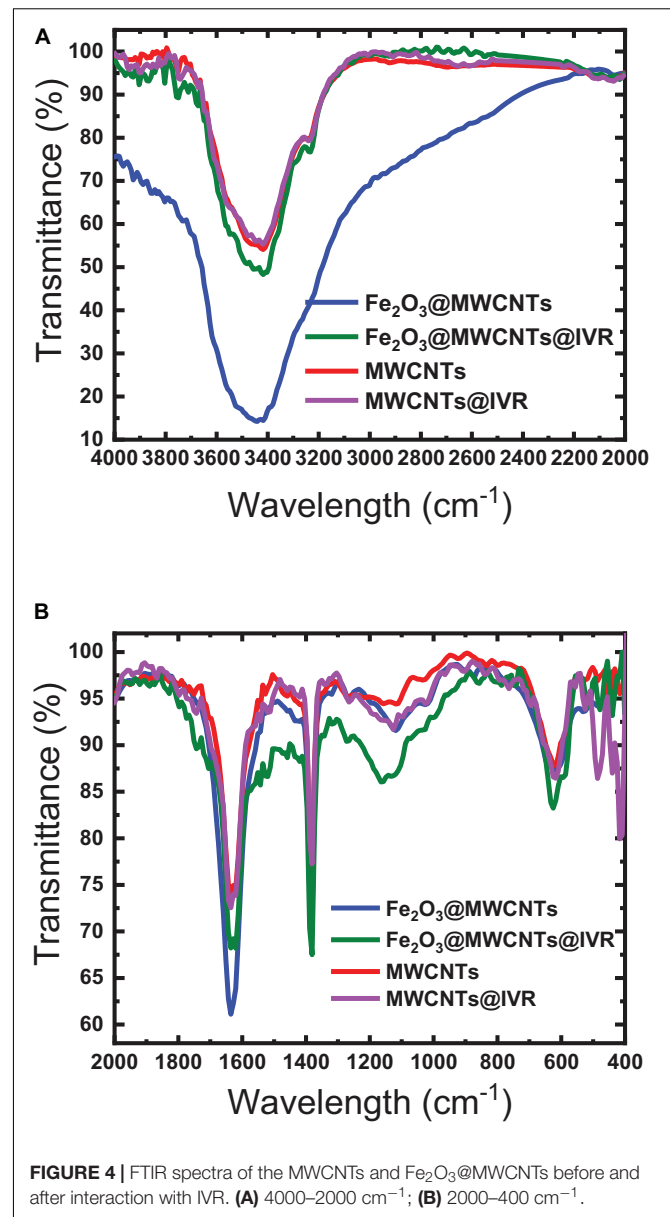 A
Transmittance (%)
100
90
80
70
60
50
40
30
20
10
Fe₂O₃@MWCNTs
Fe₂O₃@MWCNTs@IVR
MWCNTs
MWCNTs@IVR
4000 3800 3600 3400 3200 3000 2800 2600 2400 2200 2000
Wavelength (cm⁻¹)
B
Transmittance (%)
100
95
90
85
80
75
70
65
60
Fe₂O₃@MWCNTs
Fe₂O₃@MWCNTs@IVR
MWCNTs
MWCNTs@IVR
2000 1800 1600 1400 1200 1000 800 600 400
Wavelength (cm⁻¹)
FIGURE 4 | FTIR spectra of the MWCNTs and Fe₂O₃@MWCNTs before and
after interaction with IVR. (A) 4000–2000 cm⁻¹; (B) 2000–400 cm⁻¹.